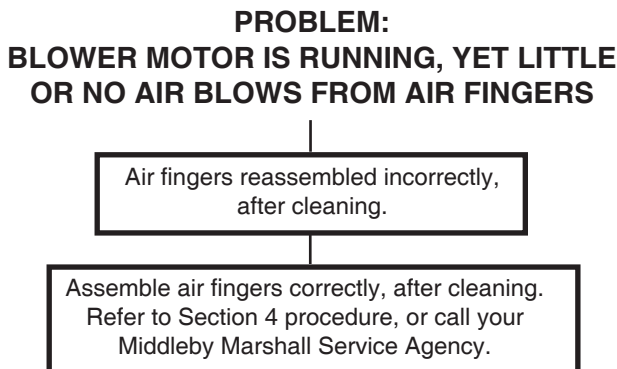 PROBLEM:
BLOWER MOTOR IS RUNNING, YET LITTLE
OR NO AIR BLOWS FROM AIR FINGERS
Air fingers reassembled incorrectly,
after cleaning.
Assemble air fingers correctly, after cleaning.
Refer to Section 4 procedure, or call your
Middleby Marshall Service Agency.